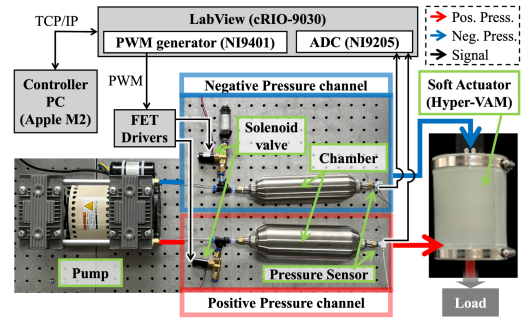 TCP/IP
LabView (cRIO-9030)
PWM generator (NI9401)
ADC (NI9205)
Pos. Press.
Neg. Press.
Signal
Controller
PC
(Apple M2)
PWM
FET
Drivers
Negative Pressure channel
Solenoid
valve
Chamber
Soft Actuator
(Hyper-VAM)
Pump
Pressure Sensor
Positive Pressure channel
Load